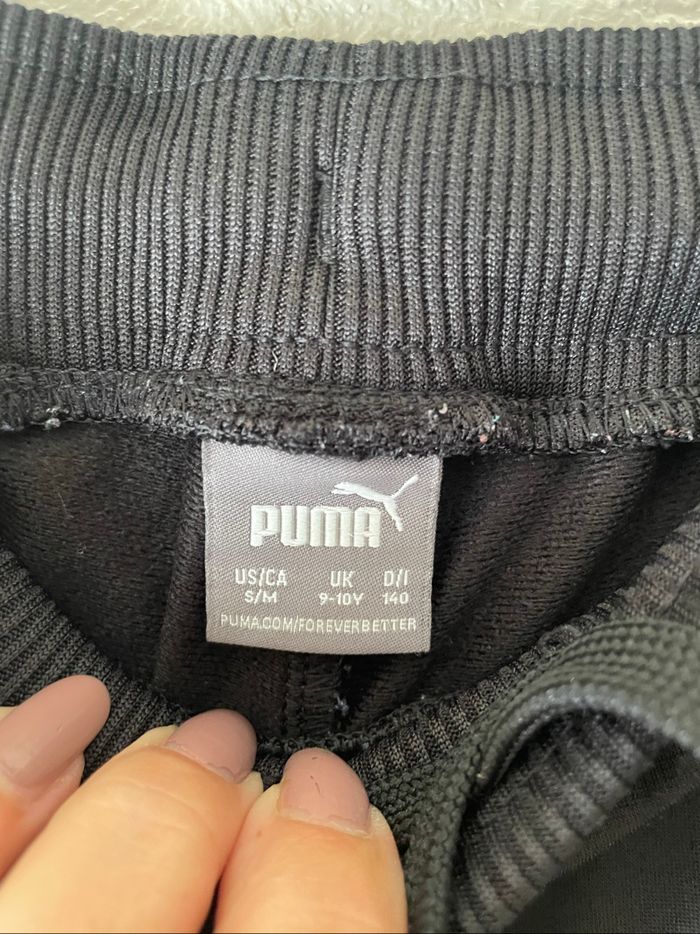 PUMA
US/CA UK D/I
S/M 9-10Y 140
PUMA.COM/FOREVERBETTER